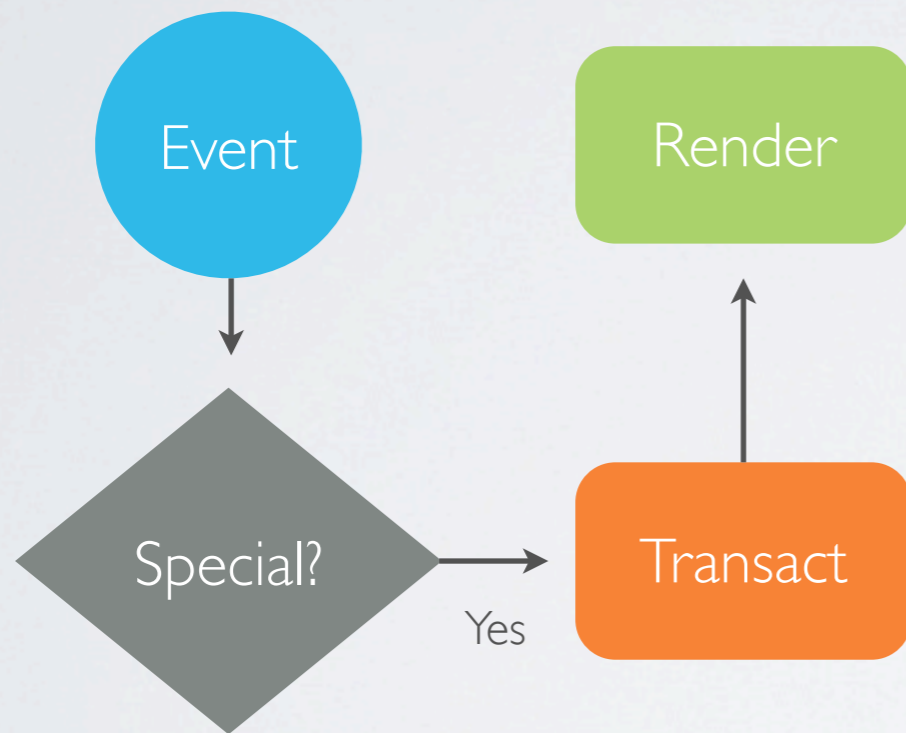 Event
Render
Special?
Yes
Transact